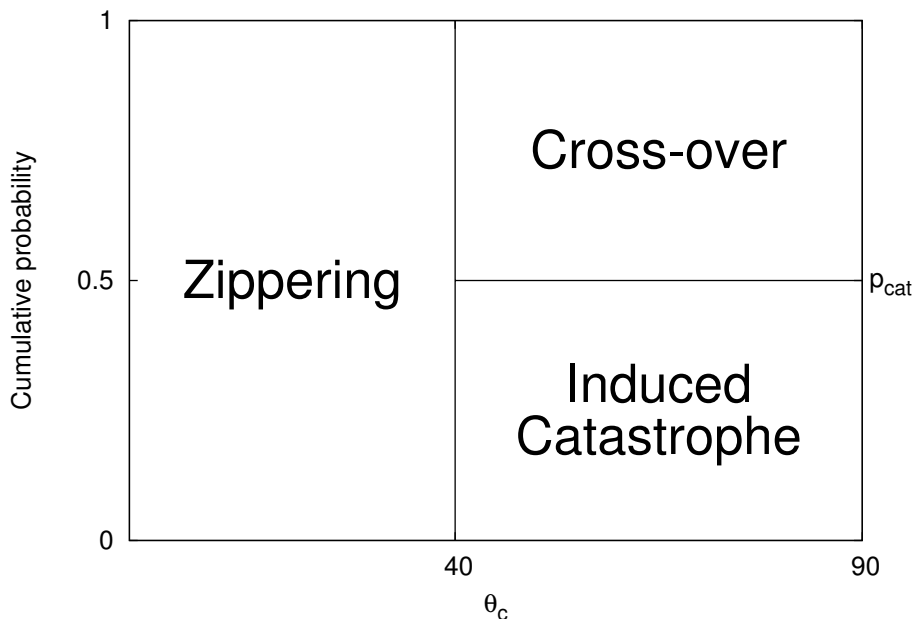 1
Cross-over
Cumulative probability
0.5
Zippering
p_cat
Induced
Catastrophe
0
40
90
θ_c